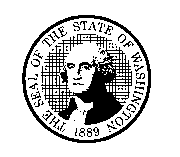 THE SEAL OF THE STATE OF WASHINGTON
1889